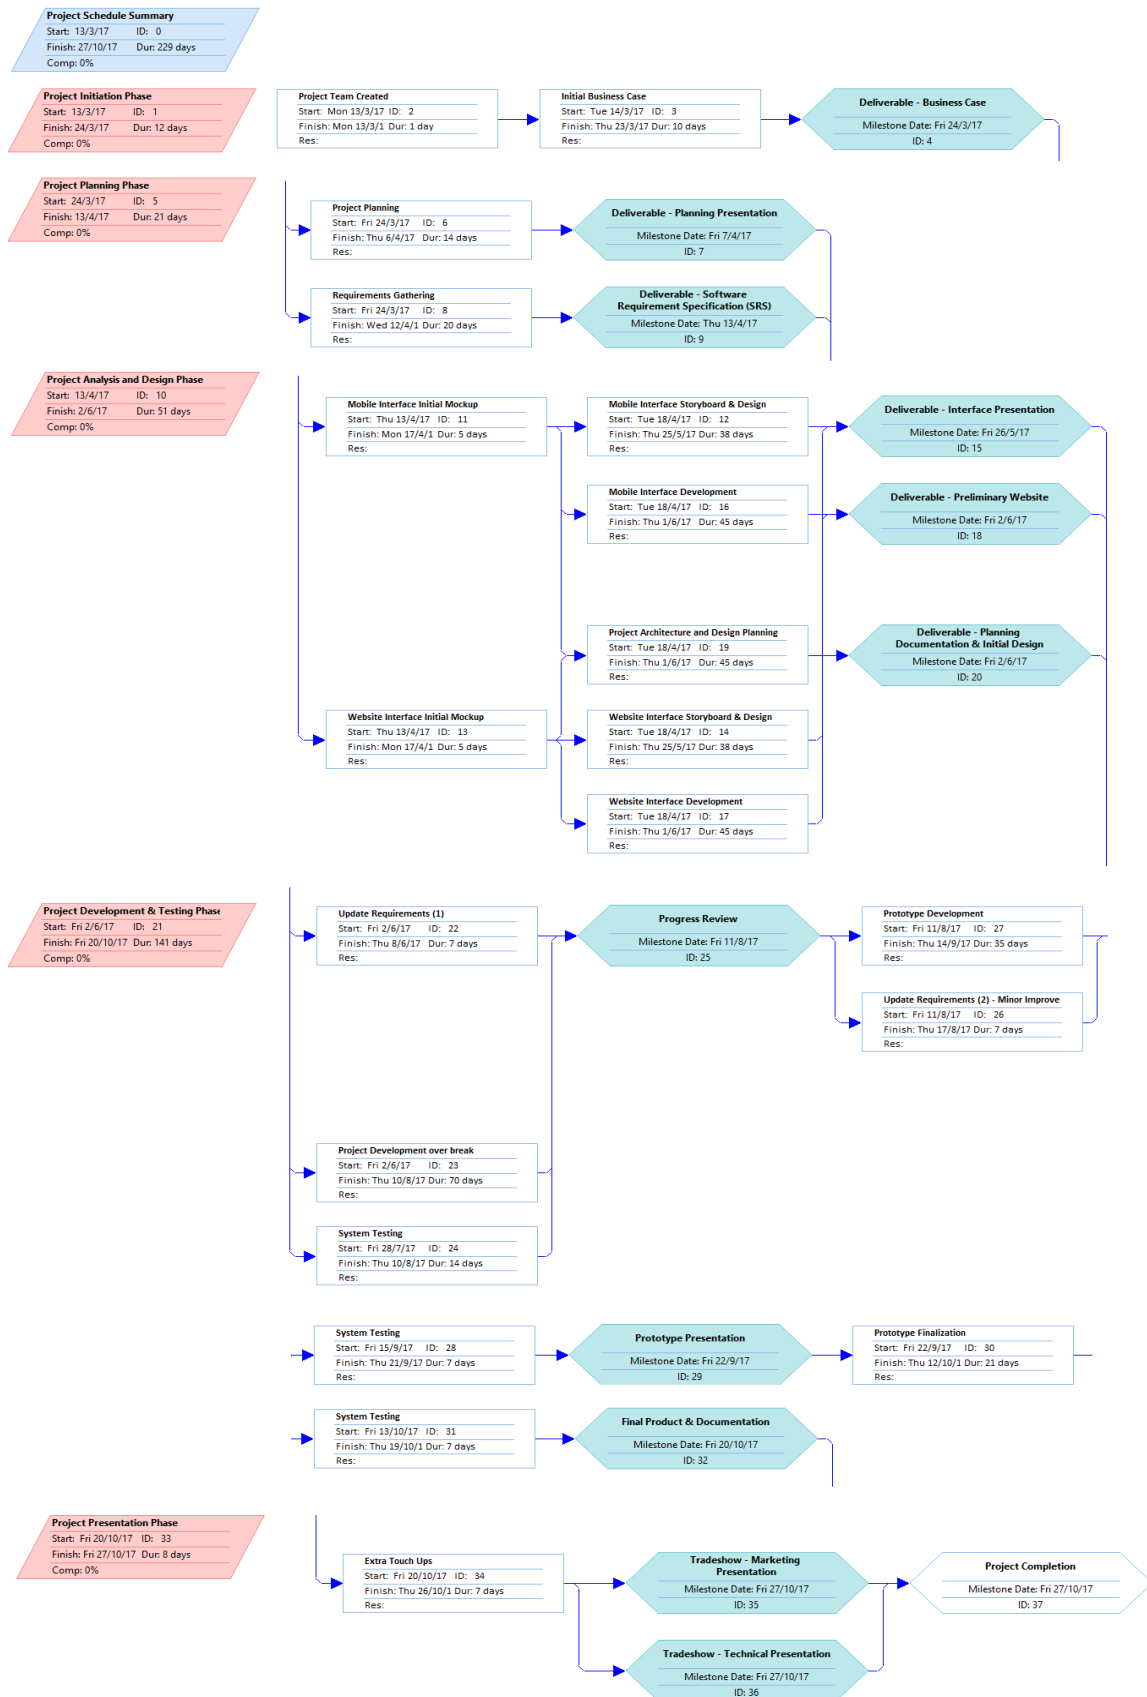 Project Schedule Summary
Start: 13/3/17 ID: 0
Finish: 27/10/17 Dur: 229 days
Comp: 0%
Project Initiation Phase
Start: 13/3/17 ID: 1
Finish: 24/3/17 Dur: 12 days
Comp: 0%
Project Team Created
Start: Mon 13/3/17 ID: 2
Finish: Mon 13/3/1 Dur: 1 day
Res:
Initial Business Case
Start: Tue 14/3/17 ID: 3
Finish: Thu 23/3/17 Dur: 10 days
Res:
Deliverable - Business Case
Milestone Date: Fri 24/3/17
ID: 4
Project Planning Phase
Start: 24/3/17 ID: 5
Finish: 13/4/17 Dur: 21 days
Comp: 0%
Project Planning
Start: Fri 24/3/17 ID: 6
Finish: Thu 6/4/17 Dur: 14 days
Res:
Deliverable - Planning Presentation
Milestone Date: Fri 7/4/17
ID: 7
Requirements Gathering
Start: Fri 24/3/17 ID: 8
Finish: Wed 12/4/1 Dur: 20 days
Res:
Deliverable - Software
Requirement Specification (SRS)
Milestone Date: Thu 13/4/17
ID: 9
Project Analysis and Design Phase
Start: 13/4/17 ID: 10
Finish: 2/6/17 Dur: 51 days
Comp: 0%
Mobile Interface Initial Mockup
Start: Thu 13/4/17 ID: 11
Finish: Mon 17/4/1 Dur: 5 days
Res:
Mobile Interface Storyboard & Design
Start: Tue 18/4/17 ID: 12
Finish: Thu 25/5/17 Dur: 38 days
Res:
Deliverable - Interface Presentation
Milestone Date: Fri 26/5/17
ID: 15
Mobile Interface Development
Start: Tue 18/4/17 ID: 16
Finish: Thu 1/6/17 Dur: 45 days
Res:
Deliverable - Preliminary Website
Milestone Date: Fri 2/6/17
ID: 18
Project Architecture and Design Planning
Start: Tue 18/4/17 ID: 19
Finish: Thu 1/6/17 Dur: 45 days
Res:
Deliverable - Planning
Documentation & Initial Design
Milestone Date: Fri 2/6/17
ID: 20
Website Interface Initial Mockup
Start: Thu 13/4/17 ID: 13
Finish: Mon 17/4/1 Dur: 5 days
Res:
Website Interface Storyboard & Design
Start: Tue 18/4/17 ID: 14
Finish: Thu 25/5/17 Dur: 38 days
Res:
Website Interface Development
Start: Tue 18/4/17 ID: 17
Finish: Thu 1/6/17 Dur: 45 days
Res:
Project Development & Testing Phase
Start: Fri 2/6/17 ID: 21
Finish: Fri 20/10/17 Dur: 141 days
Comp: 0%
Update Requirements (1)
Start: Fri 2/6/17 ID: 22
Finish: Thu 8/6/17 Dur: 7 days
Res:
Progress Review
Milestone Date: Fri 11/8/17
ID: 25
Prototype Development
Start: Fri 11/8/17 ID: 27
Finish: Thu 14/9/17 Dur: 35 days
Res:
Update Requirements (2) - Minor Improve
Start: Fri 11/8/17 ID: 26
Finish: Thu 17/8/17 Dur: 7 days
Res:
Project Development over break
Start: Fri 2/6/17 ID: 23
Finish: Thu 10/8/17 Dur: 70 days
Res:
System Testing
Start: Fri 28/7/17 ID: 24
Finish: Thu 10/8/17 Dur: 14 days
Res:
System Testing
Start: Fri 15/9/17 ID: 28
Finish: Thu 21/9/17 Dur: 7 days
Res:
Prototype Presentation
Milestone Date: Fri 22/9/17
ID: 29
Prototype Finalization
Start: Fri 22/9/17 ID: 30
Finish: Thu 12/10/1 Dur: 21 days
Res:
System Testing
Start: Fri 13/10/17 ID: 31
Finish: Thu 19/10/1 Dur: 7 days
Res:
Final Product & Documentation
Milestone Date: Fri 20/10/17
ID: 32
Project Presentation Phase
Start: Fri 20/10/17 ID: 33
Finish: Fri 27/10/17 Dur: 8 days
Comp: 0%
Extra Touch Ups
Start: Fri 20/10/17 ID: 34
Finish: Thu 26/10/1 Dur: 7 days
Res:
Tradeshow - Marketing
Presentation
Milestone Date: Fri 27/10/17
ID: 35
Project Completion
Milestone Date: Fri 27/10/17
ID: 37
Tradeshow - Technical Presentation
Milestone Date: Fri 27/10/17
ID: 36